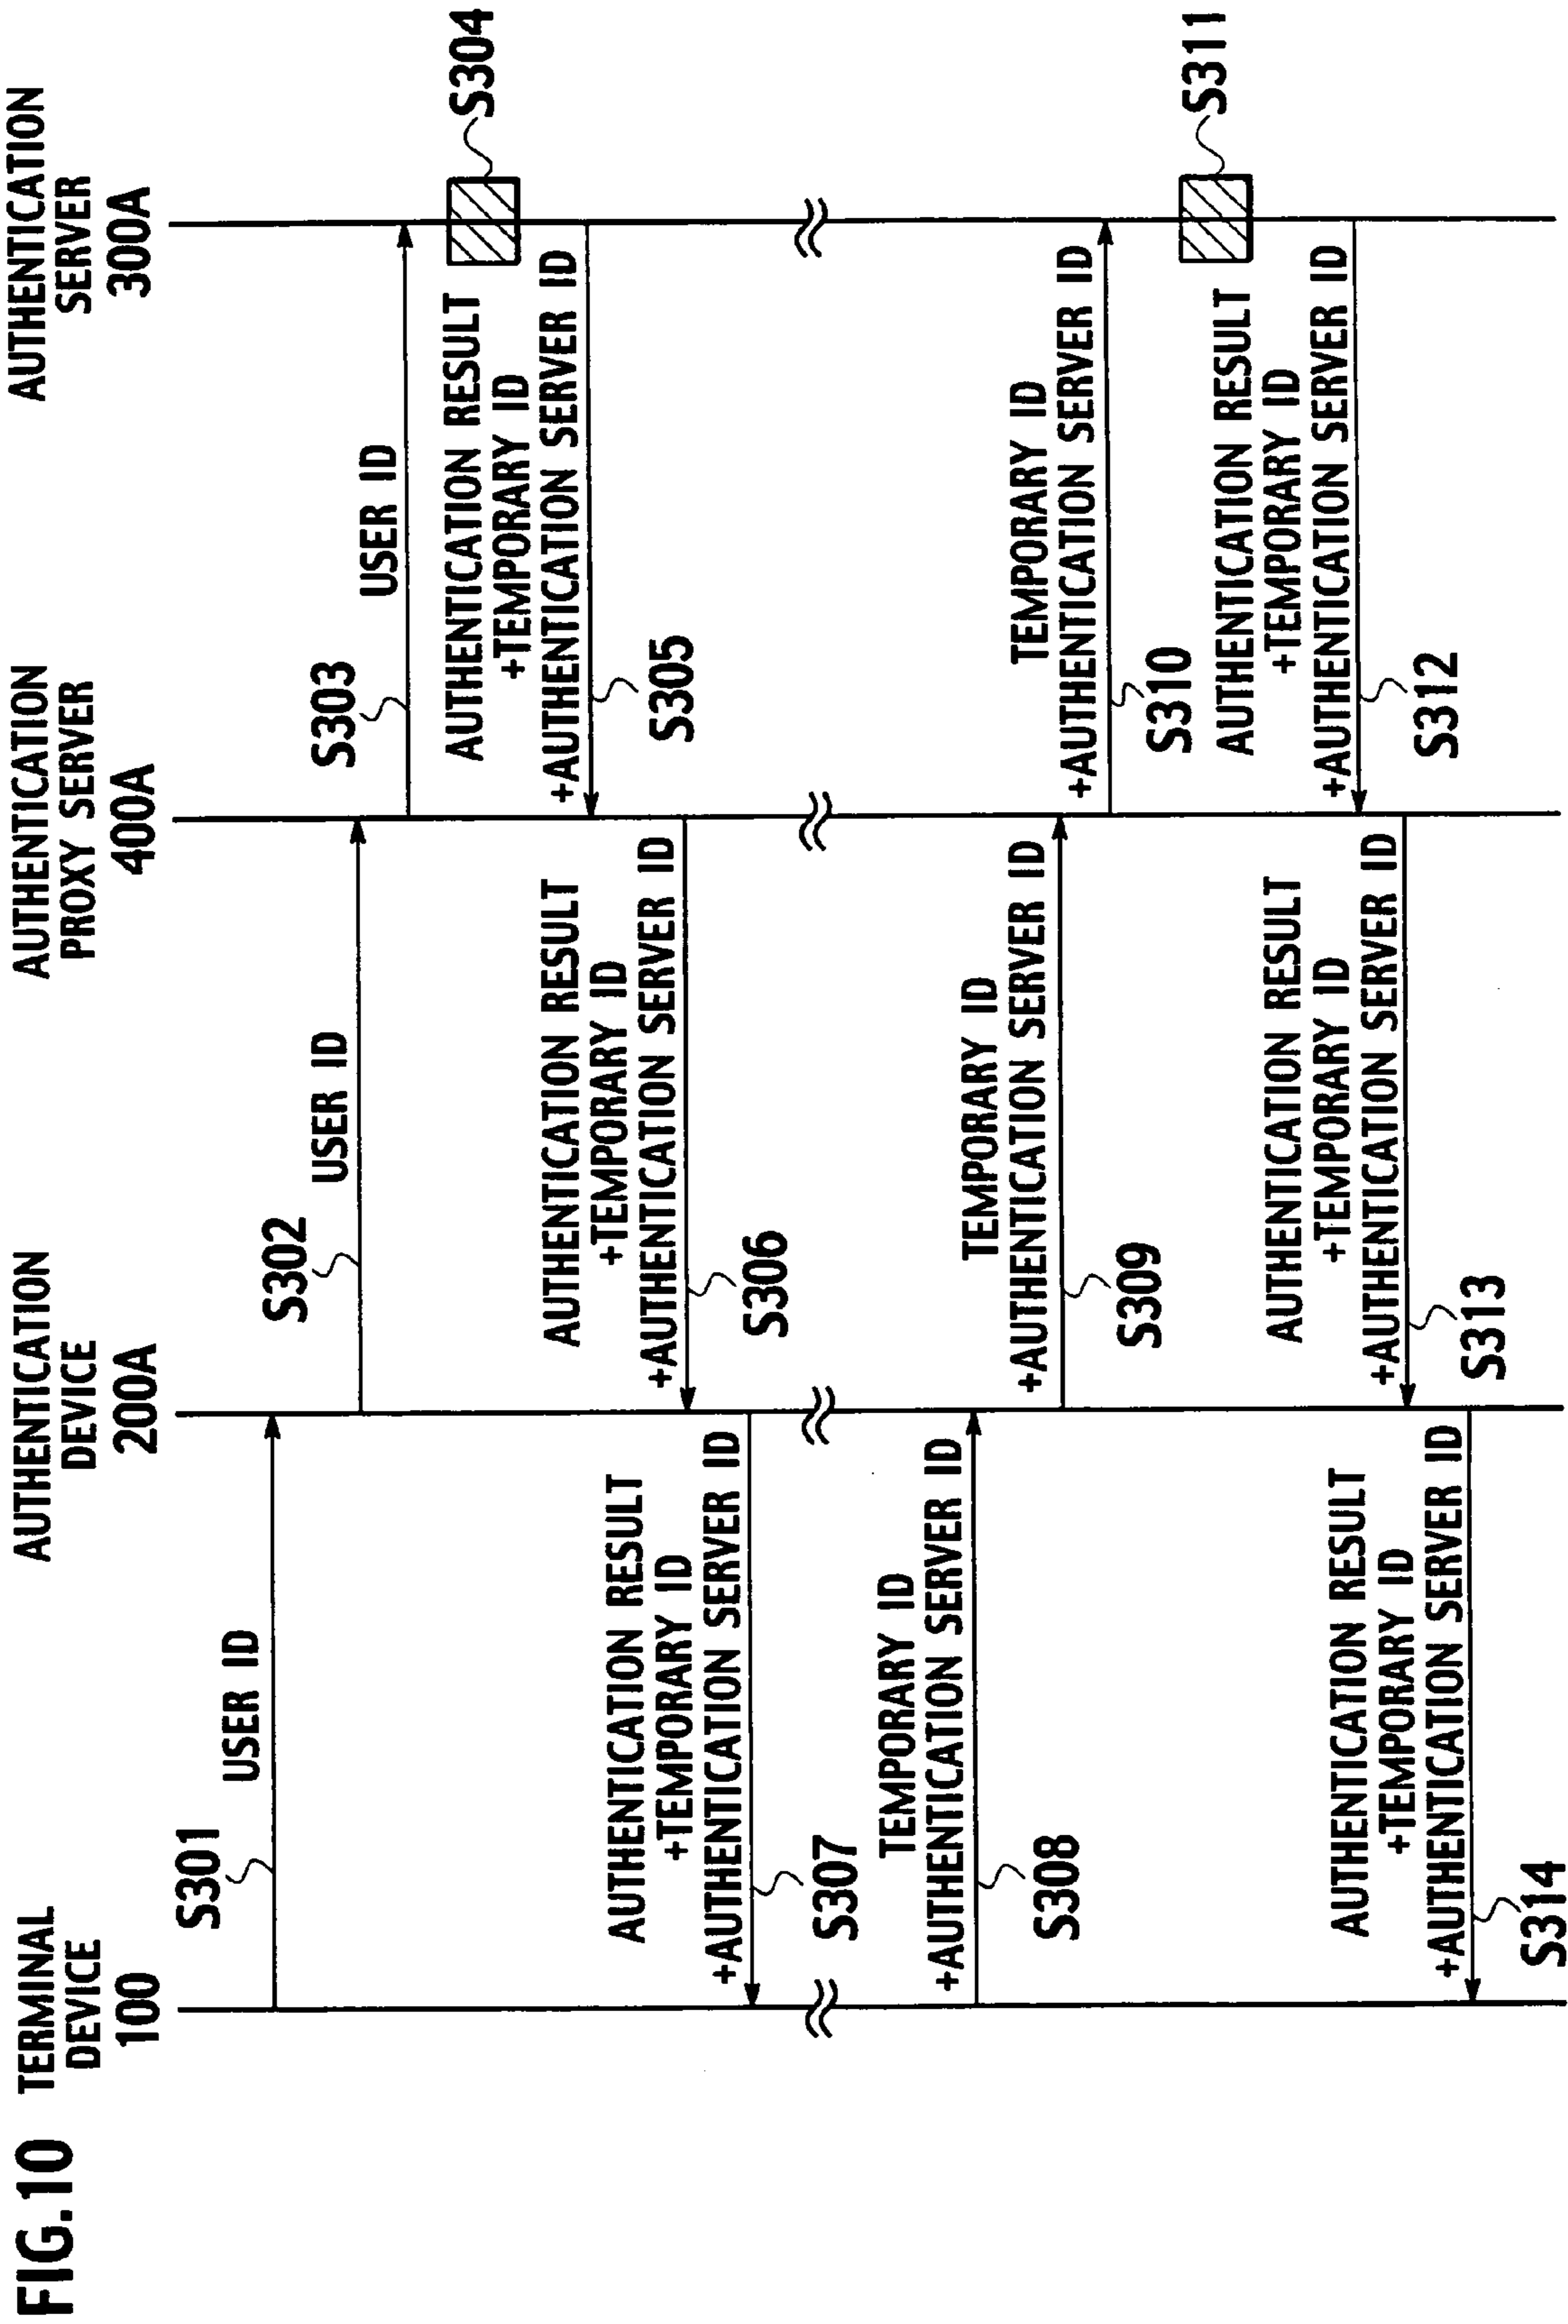 FIG.10
TERMINAL
DEVICE
100
AUTHENTICATION
DEVICE
200A
AUTHENTICATION
PROXY SERVER
400A
AUTHENTICATION
SERVER
300A
S301
USER ID
S302
USER ID
S303
USER ID
S304
AUTHENTICATION RESULT
+TEMPORARY ID
+AUTHENTICATION SERVER ID
S305
AUTHENTICATION RESULT
+TEMPORARY ID
+AUTHENTICATION SERVER ID
S306
AUTHENTICATION RESULT
+TEMPORARY ID
+AUTHENTICATION SERVER ID
S307
TEMPORARY ID
+AUTHENTICATION SERVER ID
S308
TEMPORARY ID
+AUTHENTICATION SERVER ID
S309
TEMPORARY ID
+AUTHENTICATION SERVER ID
S310
S311
AUTHENTICATION RESULT
+TEMPORARY ID
+AUTHENTICATION SERVER ID
S312
AUTHENTICATION RESULT
+TEMPORARY ID
+AUTHENTICATION SERVER ID
S313
AUTHENTICATION RESULT
+TEMPORARY ID
+AUTHENTICATION SERVER ID
S314